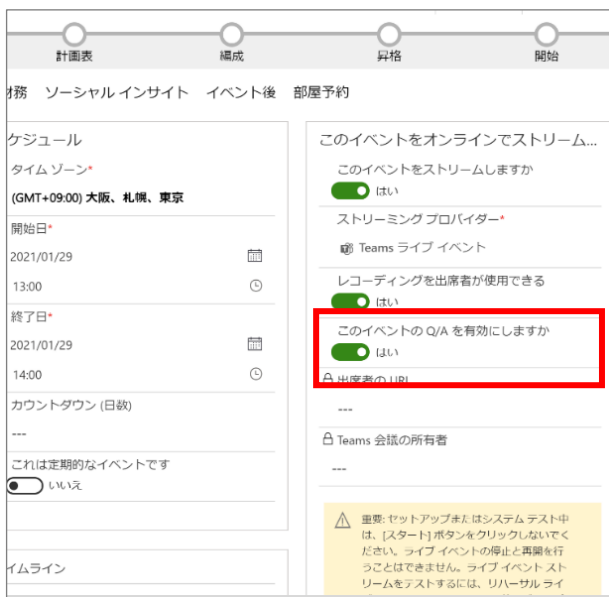 計画表
編成
昇格
開始
財務 ソーシャル インサイト イベント後 部屋予約
ケジュール
タイム ゾーン*
(GMT+09:00) 大阪、札幌、東京
開始日*
2021/01/29
13:00
終了日*
2021/01/29
14:00
カウントダウン (日数)
---
これは定期的なイベントです
いいえ
イムライン
このイベントをオンラインでストリーム...
このイベントをストリームしますか
はい
ストリーミング プロバイダー*
Teams ライブ イベント
レコーディングを出席者が使用できる
はい
このイベントの Q/A を有効にしますか
はい
出席者の URL
---
Teams 会議の所有者
---
重要: セットアップまたはシステム テスト中
は、[スタート] ボタンをクリックしないでく
ださい。ライブ イベントの停止と再開を行
うことはできません。ライブ イベント スト
リームをテストするには、リハーサル ライ